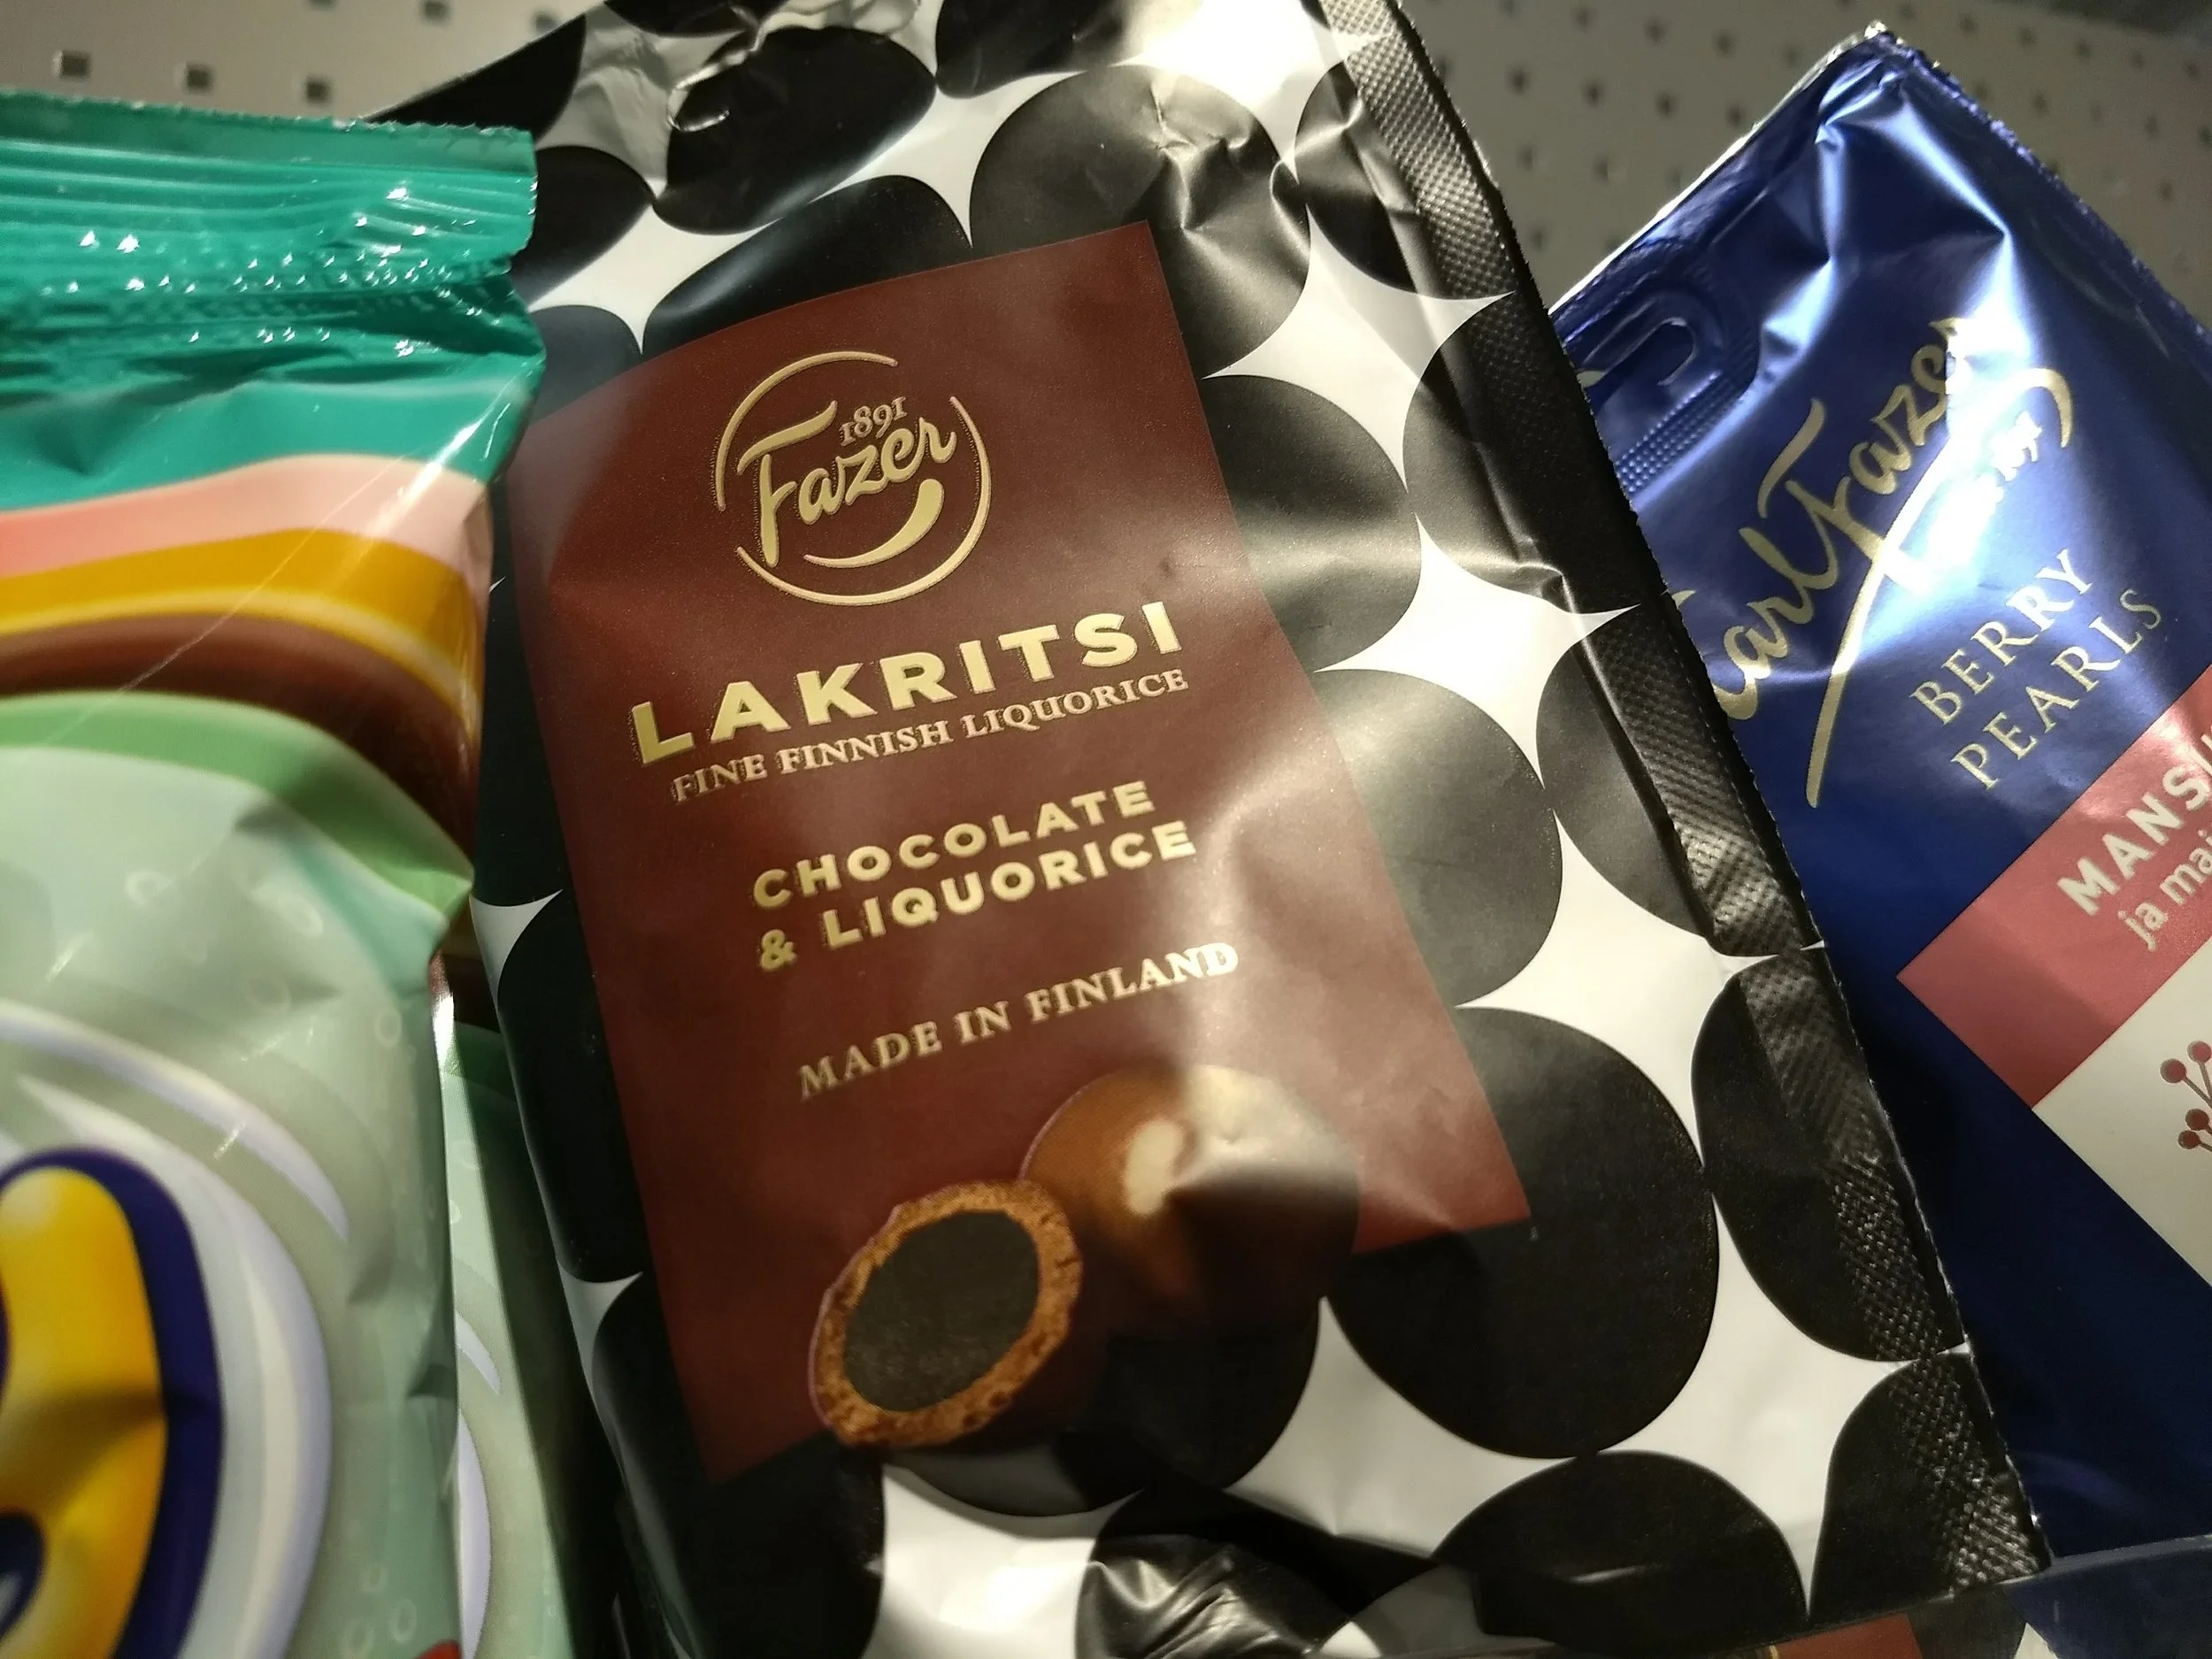 1891
Fazer
LAKRITSI
FINE FINNISH LIQUORICE
CHOCOLATE
& LIQUORICE
MADE IN FINLAND
Karl Fazer
BERRY
PEARLS
ja